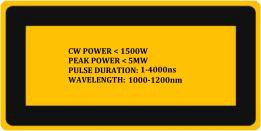 CW POWER < 1500W
PEAK POWER < 5MW
PULSE DURATION: 1-4000ns
WAVELENGTH: 1000-1200nm